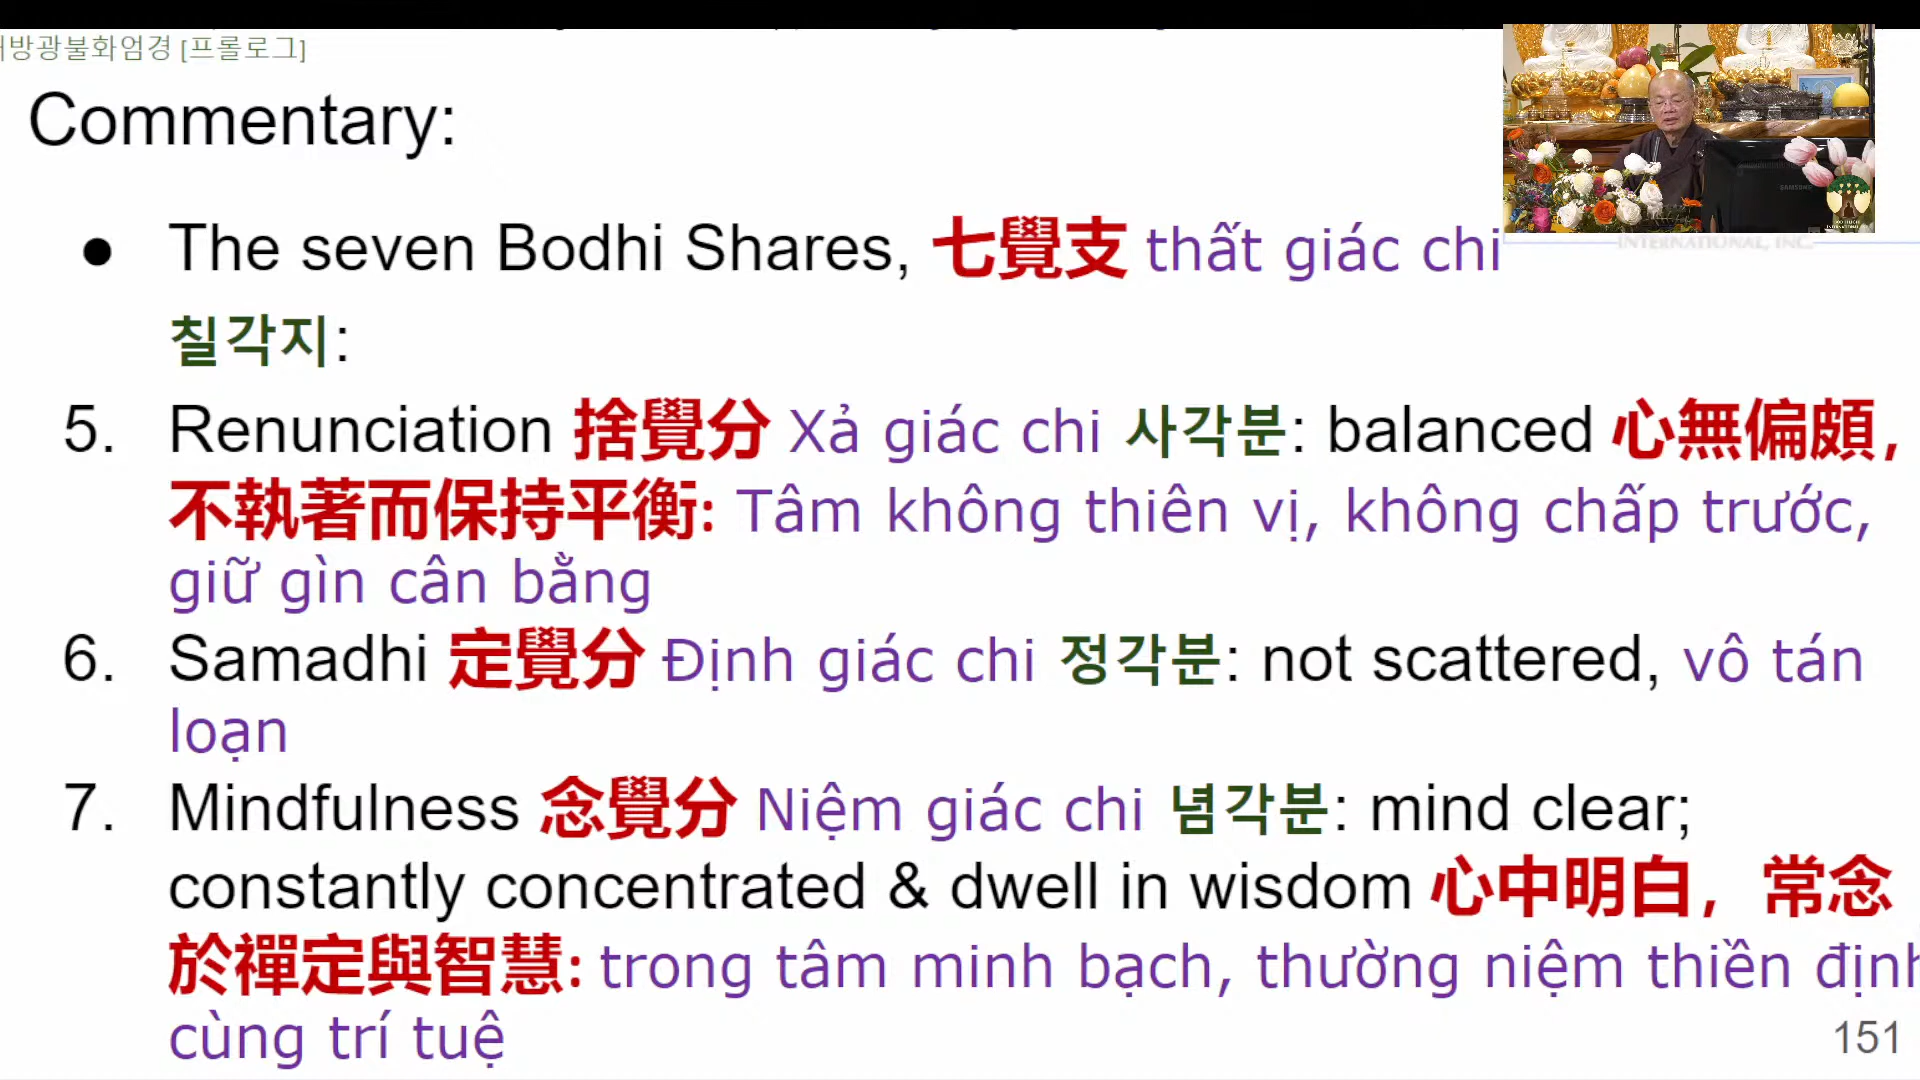 방광불화엄경 [프롤로그]
Commentary:
● The seven Bodhi Shares, 七覺支 thất giác chi
칠각지:
5. Renunciation 捨覺分 Xả giác chi 사각분: balanced 心無偏頗,
不執著而保持平衡: Tâm không thiên vị, không chấp trước,
giữ gìn cân bằng
6. Samadhi 定覺分 Định giác chi 정각분: not scattered, vô tán
loạn
7. Mindfulness 念覺分 Niệm giác chi 념각분: mind clear;
constantly concentrated & dwell in wisdom 心中明白，常念
於禪定與智慧: trong tâm minh bạch, thường niệm thiền định
cùng trí tuệ
151
SAMSUNG
INTERNATIONAL, INC.